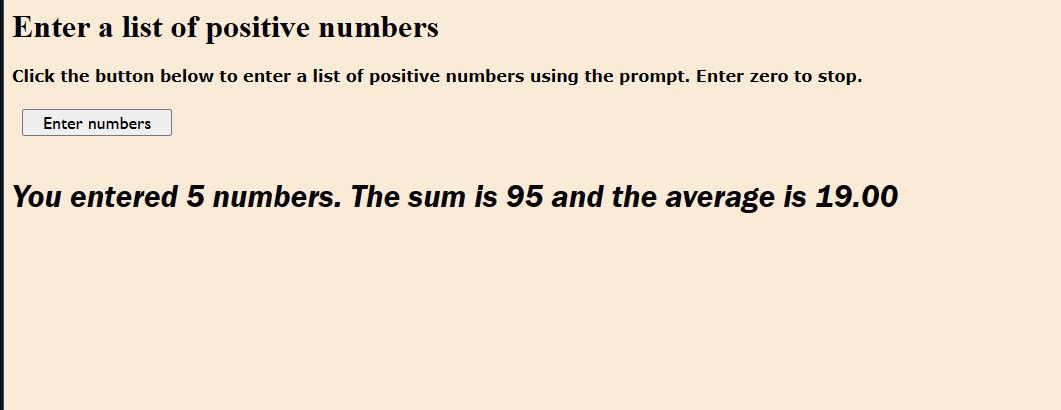 Enter a list of positive numbers
Click the button below to enter a list of positive numbers using the prompt. Enter zero to stop.
Enter numbers
You entered 5 numbers. The sum is 95 and the average is 19.00